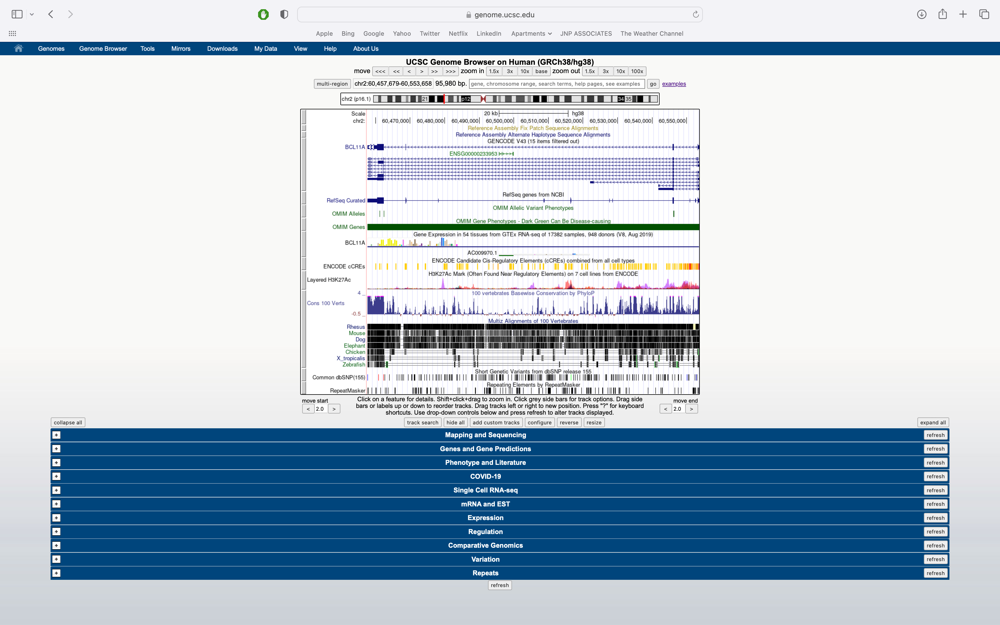 genome.ucsc.edu
Apple Bing Google Yahoo Twitter Netflix LinkedIn Apartments JNP ASSOCIATES The Weather Channel
Genomes Genome Browser Tools Mirrors Downloads My Data View Help About Us
UCSC Genome Browser on Human (GRCh38/hg38)
move <<< << < > >> >>> zoom in 1.5x 3x 10x base zoom out 1.5x 3x 10x 100x
multi-region chr2:60,457,679-60,553,658 95,980 bp. gene, chromosome range, search terms, help pages, see examples go examples
chr2 (p16.1) 21 p12 34 35
Scale 20 kb hg38
chr2: 60,470,000 60,480,000 60,490,000 60,500,000 60,510,000 60,520,000 60,530,000 60,540,000 60,550,000
Reference Assembly Fix Patch Sequence Alignments
Reference Assembly Alternate Haplotype Sequence Alignments
GENCODE V43 (15 items filtered out)
BCL11A
ENSG00000233953
RefSeq genes from NCBI
RefSeq Curated
OMIM Allelic Variant Phenotypes
OMIM Alleles
OMIM Gene Phenotypes - Dark Green Can Be Disease-causing
OMIM Genes
Gene Expression in 54 tissues from GTEx RNA-seq of 17382 samples, 948 donors (V8, Aug 2019)
BCL11A
AC009970.1
ENCODE Candidate Cis-Regulatory Elements (cCREs) combined from all cell types
ENCODE cCREs
H3K27Ac Mark (Often Found Near Regulatory Elements) on 7 cell lines from ENCODE
Layered H3K27Ac
4 _ 100 vertebrates Basewise Conservation by PhyloP
Cons 100 Verts
-0.5 _
Multiz Alignments of 100 Vertebrates
Rhesus
Mouse
Dog
Elephant
Chicken
X_tropicalis
Zebrafish
Short Genetic Variants from dbSNP release 155
Common dbSNP(155)
Repeating Elements by RepeatMasker
RepeatMasker
move start Click on a feature for details. Shift+click+drag to zoom in. Click grey side bars for track options. Drag side move end
< 2.0 > bars or labels up or down to reorder tracks. Drag tracks left or right to new position. Press "?" for keyboard < 2.0 >
shortcuts. Use drop-down controls below and press refresh to alter tracks displayed.
collapse all track search hide all add custom tracks configure reverse resize expand all
+ Mapping and Sequencing refresh
+ Genes and Gene Predictions refresh
+ Phenotype and Literature refresh
+ COVID-19 refresh
+ Single Cell RNA-seq refresh
+ mRNA and EST refresh
+ Expression refresh
+ Regulation refresh
+ Comparative Genomics refresh
+ Variation refresh
+ Repeats refresh
refresh